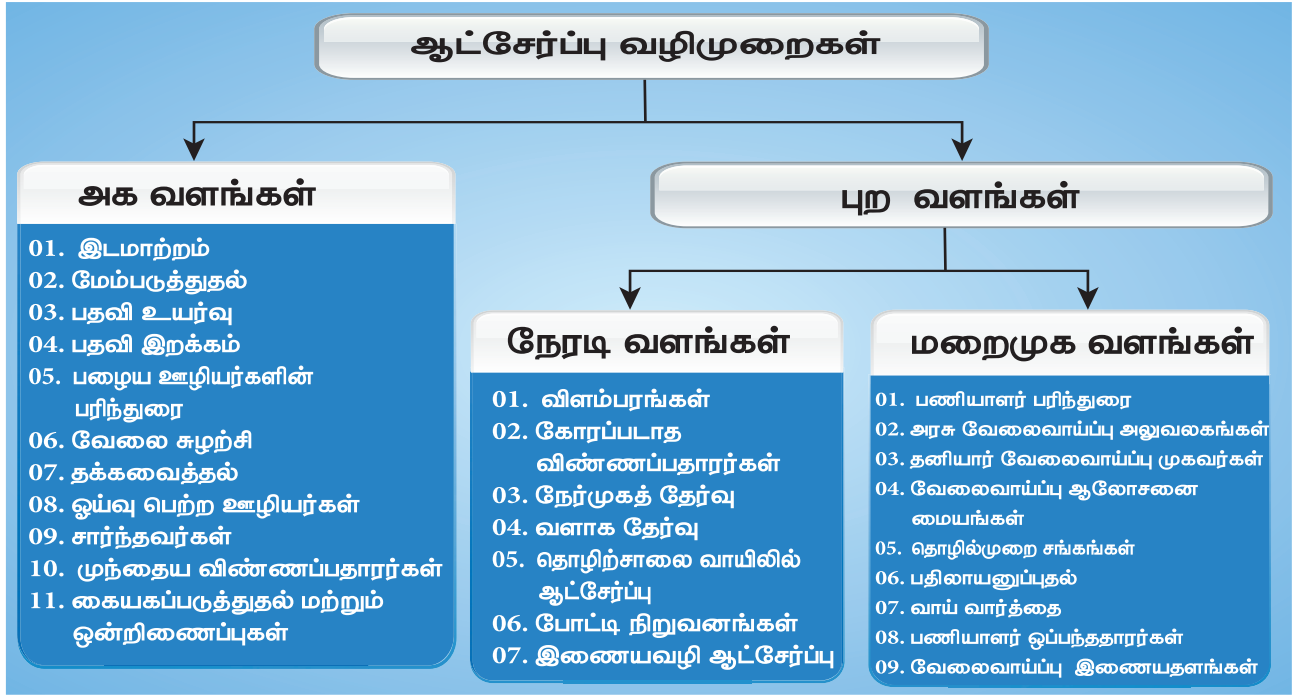 ஆட்சேர்ப்பு வழிமுறைகள்
அக வளங்கள்
01. இடமாற்றம்
02. மேம்படுத்துதல்
03. பதவி உயர்வு
04. பதவி இறக்கம்
05. பழைய ஊழியர்களின்
பரிந்துரை
06. வேலை சுழற்சி
07. தக்கவைத்தல்
08. ஓய்வு பெற்ற ஊழியர்கள்
09. சார்ந்தவர்கள்
10. முந்தைய விண்ணப்பதாரர்கள்
11. கையகப்படுத்துதல் மற்றும்
ஒன்றிணைப்புகள்
புற வளங்கள்
நேரடி வளங்கள்
01. விளம்பரங்கள்
02. கோரப்படாத
விண்ணப்பதாரர்கள்
03. நேர்முகத் தேர்வு
04. வளாக தேர்வு
05. தொழிற்சாலை வாயிலில்
ஆட்சேர்ப்பு
06. போட்டி நிறுவனங்கள்
07. இணையவழி ஆட்சேர்ப்பு
மறைமுக வளங்கள்
01. பணியாளர் பரிந்துரை
02. அரசு வேலைவாய்ப்பு அலுவலகங்கள்
03. தனியார் வேலைவாய்ப்பு முகவர்கள்
04. வேலைவாய்ப்பு ஆலோசனை
மையங்கள்
05. தொழில்முறை சங்கங்கள்
06. பதிலாயனுப்புதல்
07. வாய் வார்த்தை
08. பணியாளர் ஒப்பந்ததாரர்கள்
09. வேலைவாய்ப்பு இணையதளங்கள்